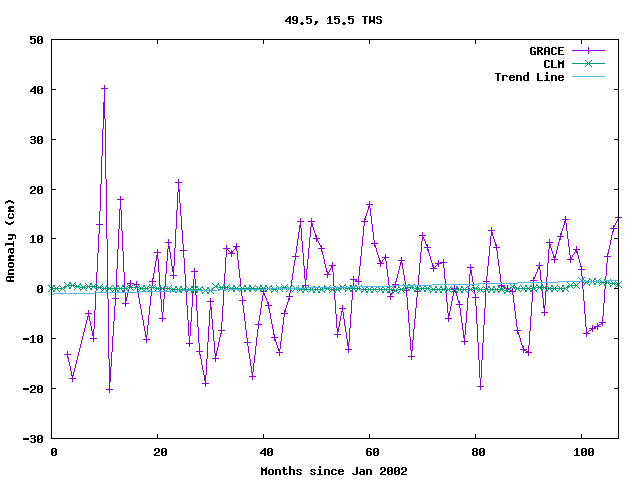 49.5, 15.5 TWS
GRACE
CLM
Trend Line
50
40
30
20
10
0
-10
-20
-30
Anomaly (cm)
0 20 40 60 80 100
Months since Jan 2002